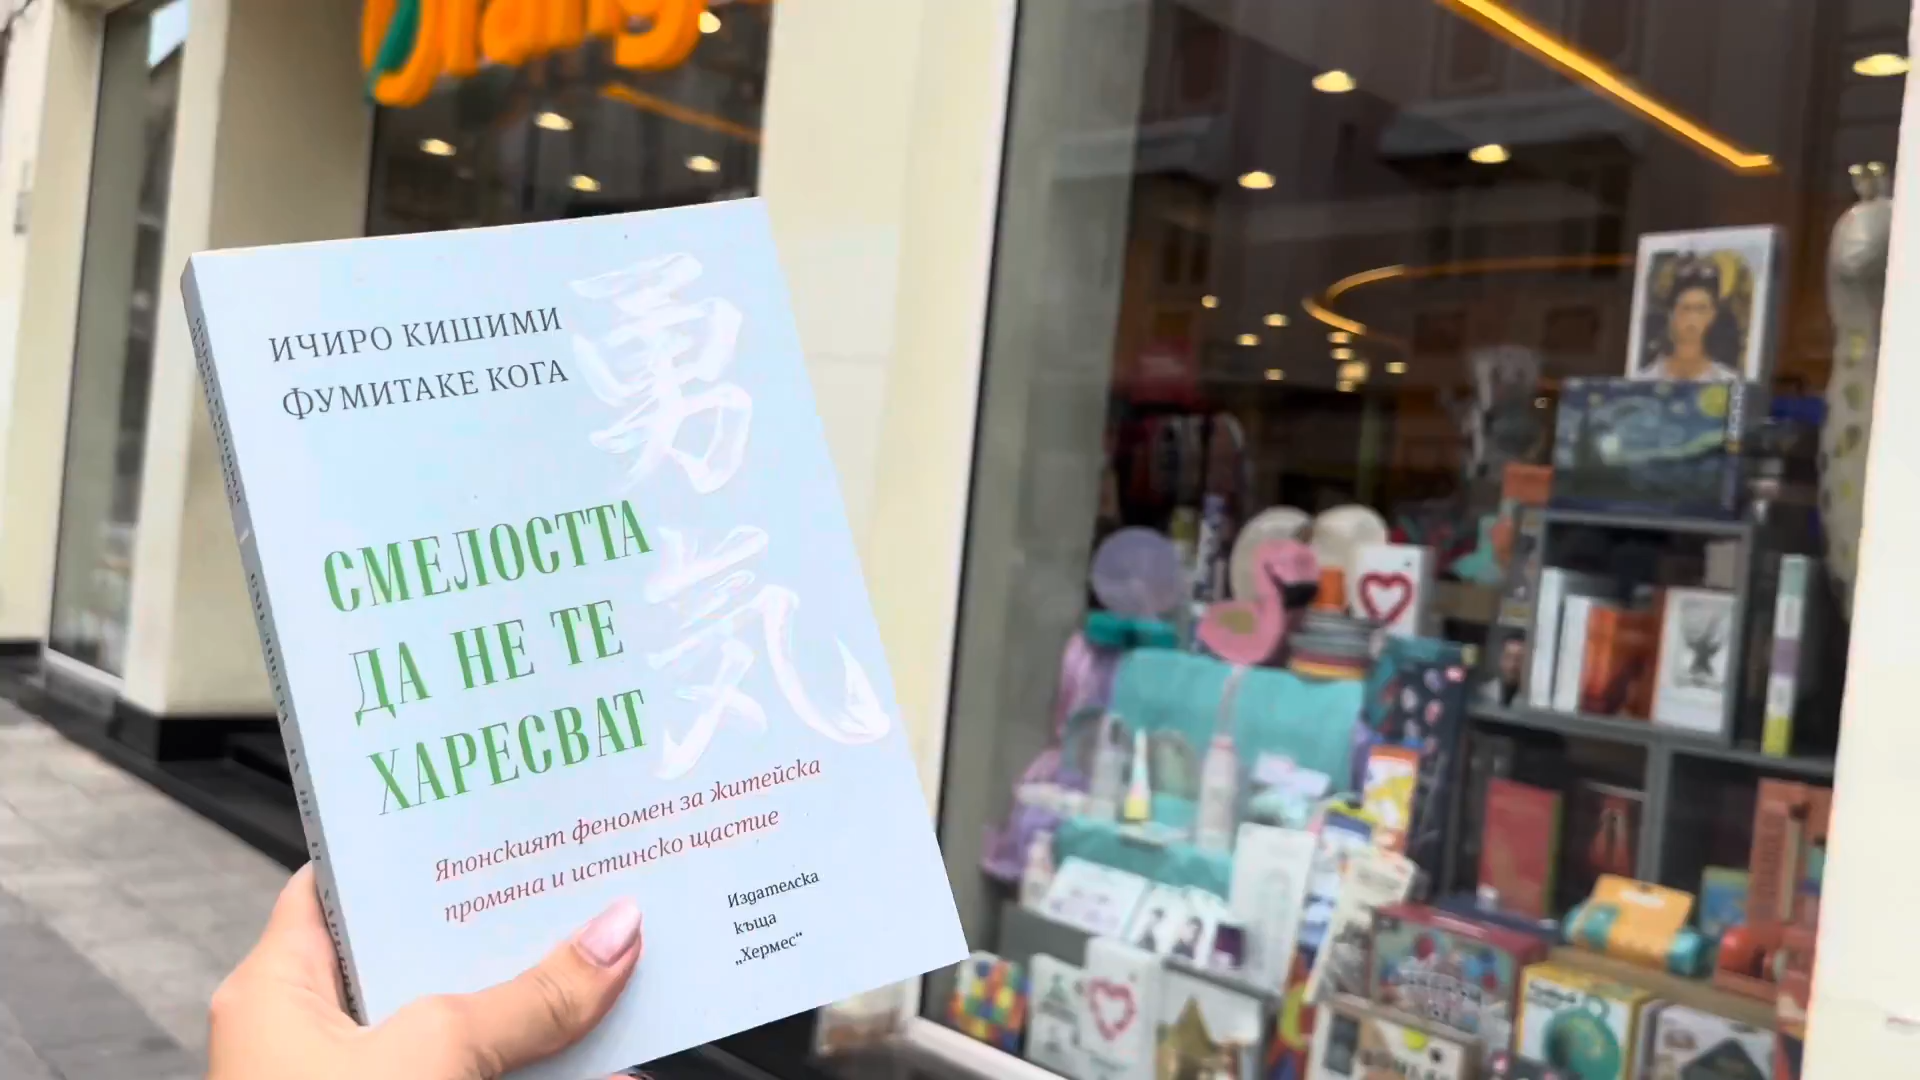 ИЧИРО КИШИМИ
ФУМИТАКЕ КОГА
勇気
СМЕЛОСТТА
ДА НЕ ТЕ
ХАРЕСВАТ
Японският феномен за житейска
промяна и истинско щастие
Издателска
къща
„Хермес“